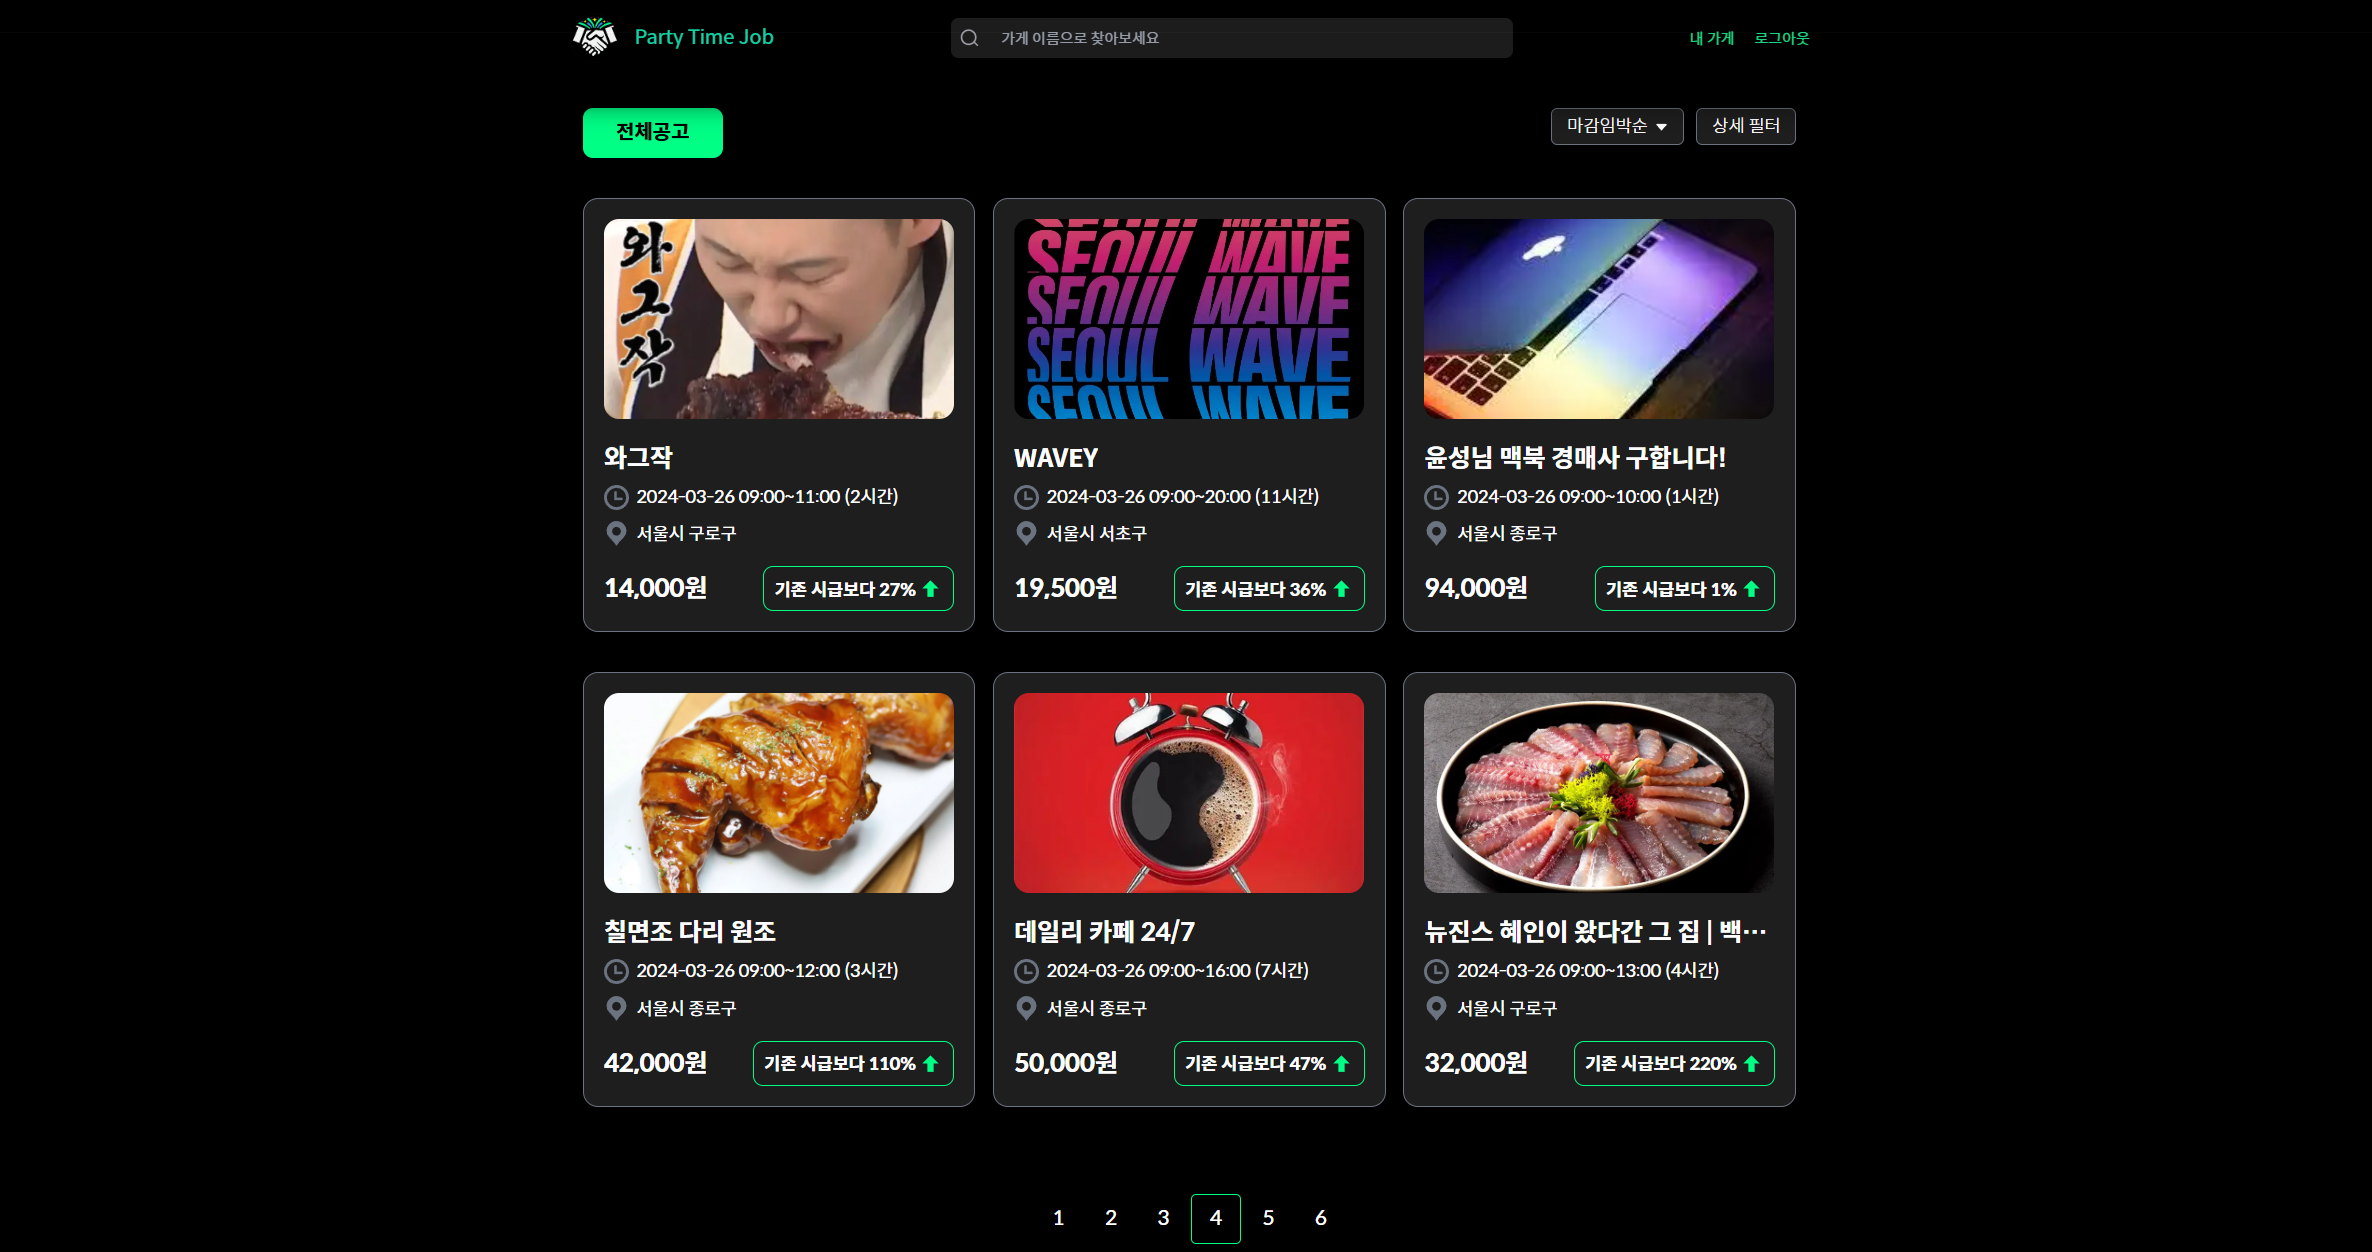 Party Time Job
가게 이름으로 찾아보세요
내 가게
로그아웃
전체공고
마감임박순
상세 필터
와그작
SEOUL WAVE
SEOUL WAVE
SEOUL WAVE
SEOUL WAVE
와그작
2024-03-26 09:00~11:00 (2시간)
서울시 구로구
14,000원
기존 시급보다 27%
WAVEY
2024-03-26 09:00~20:00 (11시간)
서울시 서초구
19,500원
기존 시급보다 36%
윤성님 맥북 경매사 구합니다!
2024-03-26 09:00~10:00 (1시간)
서울시 종로구
94,000원
기존 시급보다 1%
칠면조 다리 원조
2024-03-26 09:00~12:00 (3시간)
서울시 종로구
42,000원
기존 시급보다 110%
데일리 카페 24/7
2024-03-26 09:00~16:00 (7시간)
서울시 종로구
50,000원
기존 시급보다 47%
뉴진스 혜인이 왔다간 그 집 | 백…
2024-03-26 09:00~13:00 (4시간)
서울시 구로구
32,000원
기존 시급보다 220%
1 2 3 4 5 6